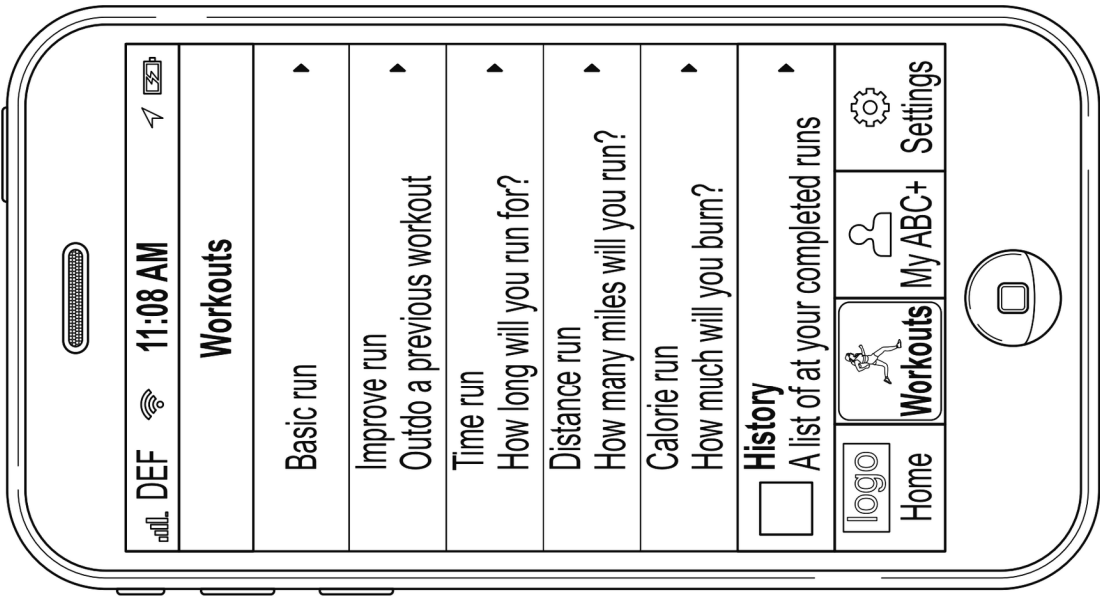 DEF 11:08 AM
Workouts
Basic run
Improve run
Outdo a previous workout
Time run
How long will you run for?
Distance run
How many miles will you run?
Calorie run
How much will you burn?
History
A list of at your completed runs
logo
Home
Workouts
My ABC+
Settings